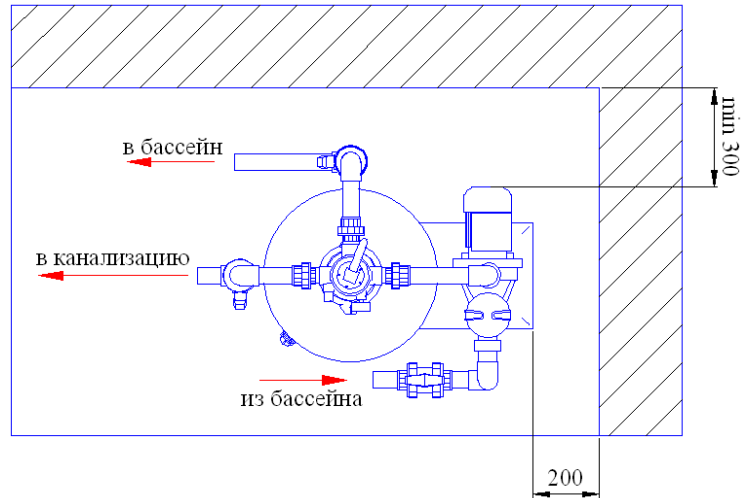 min 300
в бассейн
в канализацию
из бассейна
200